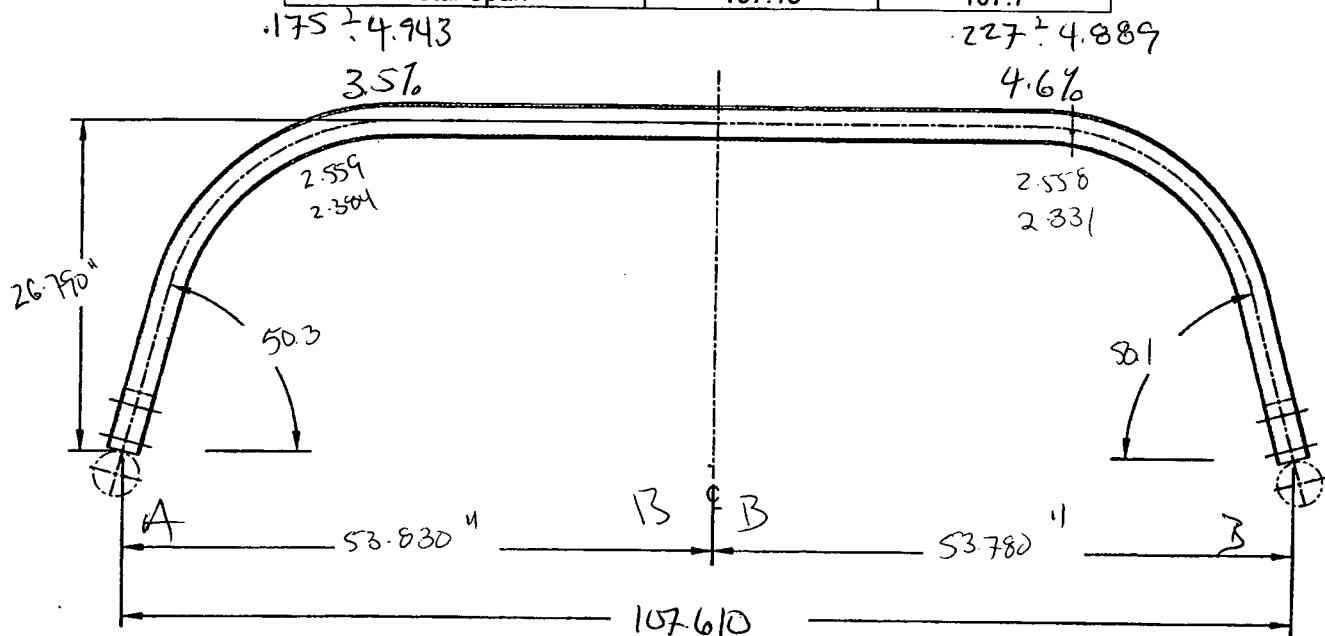 .175 ÷ 4.943
.227 ÷ 4.889
3.5%
4.6%
2.559
2.384
2.558
2.331
26.790"
50.3
50.1
A
B
℄
B
B
53.830"
53.780"
107.610